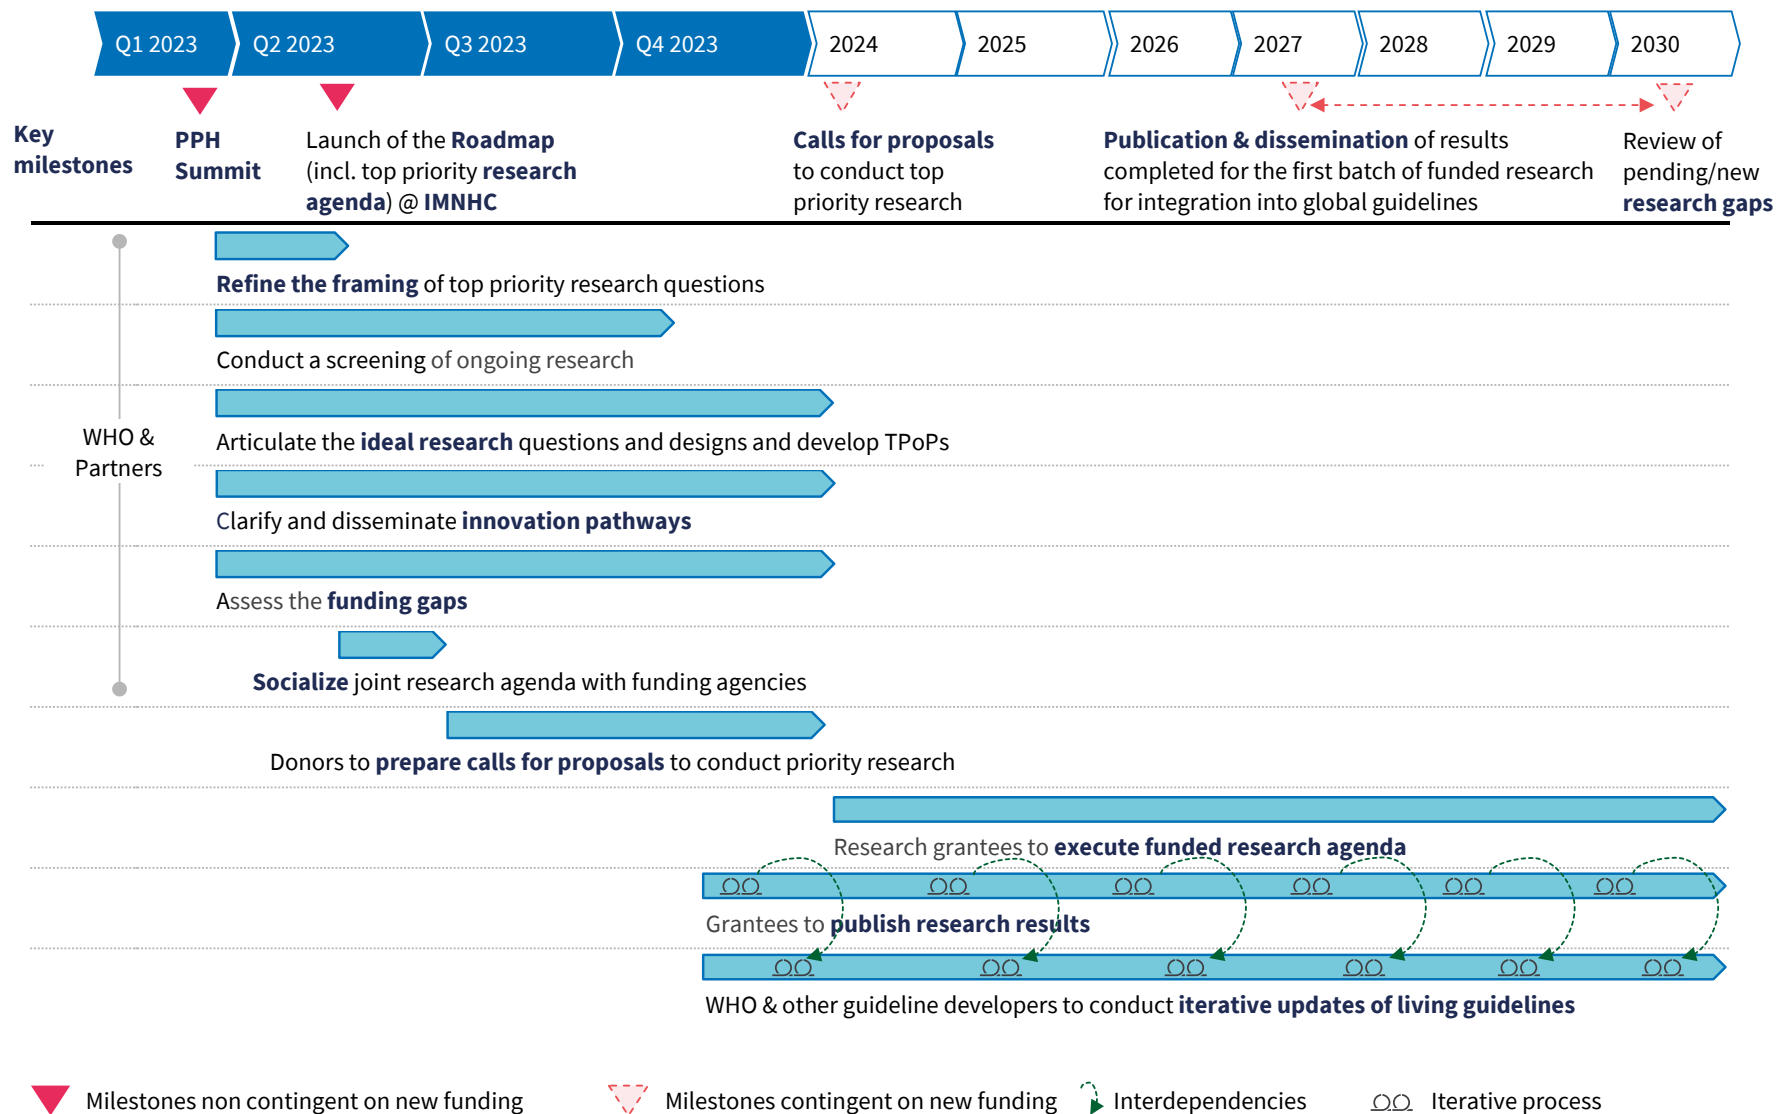 Q1 2023
Q2 2023
Q3 2023
Q4 2023
2024
2025
2026
2027
2028
2029
2030
Key
milestones
PPH
Summit
Launch of the Roadmap
(incl. top priority research
agenda) @ IMNHC
Calls for proposals
to conduct top
priority research
Publication & dissemination of results
completed for the first batch of funded research
for integration into global guidelines
Review of
pending/new
research gaps
WHO &
Partners
Refine the framing of top priority research questions
Conduct a screening of ongoing research
Articulate the ideal research questions and designs and develop TPoPs
Clarify and disseminate innovation pathways
Assess the funding gaps
Socialize joint research agenda with funding agencies
Donors to prepare calls for proposals to conduct priority research
Research grantees to execute funded research agenda
Grantees to publish research results
WHO & other guideline developers to conduct iterative updates of living guidelines
Milestones non contingent on new funding
Milestones contingent on new funding
Interdependencies
Iterative process